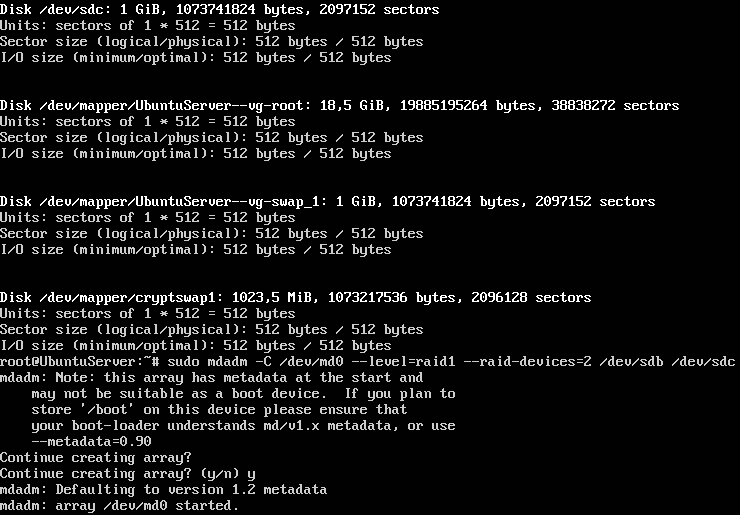 Disk /dev/sdc: 1 GiB, 1073741824 bytes, 2097152 sectors
Units: sectors of 1 * 512 = 512 bytes
Sector size (logical/physical): 512 bytes / 512 bytes
I/O size (minimum/optimal): 512 bytes / 512 bytes
Disk /dev/mapper/UbuntuServer--vg-root: 18,5 GiB, 19885195264 bytes, 38838272 sectors
Units: sectors of 1 * 512 = 512 bytes
Sector size (logical/physical): 512 bytes / 512 bytes
I/O size (minimum/optimal): 512 bytes / 512 bytes
Disk /dev/mapper/UbuntuServer--vg-swap_1: 1 GiB, 1073741824 bytes, 2097152 sectors
Units: sectors of 1 * 512 = 512 bytes
Sector size (logical/physical): 512 bytes / 512 bytes
I/O size (minimum/optimal): 512 bytes / 512 bytes
Disk /dev/mapper/cryptswap1: 1023,5 MiB, 1073217536 bytes, 2096128 sectors
Units: sectors of 1 * 512 = 512 bytes
Sector size (logical/physical): 512 bytes / 512 bytes
I/O size (minimum/optimal): 512 bytes / 512 bytes
root@UbuntuServer:~# sudo mdadm -C /dev/md0 --level=raid1 --raid-devices=2 /dev/sdb /dev/sdc
mdadm: Note: this array has metadata at the start and
may not be suitable as a boot device.  If you plan to
store '/boot' on this device please ensure that
your boot-loader understands md/v1.x metadata, or use
--metadata=0.90
Continue creating array?
Continue creating array? (y/n) y
mdadm: Defaulting to version 1.2 metadata
mdadm: array /dev/md0 started.